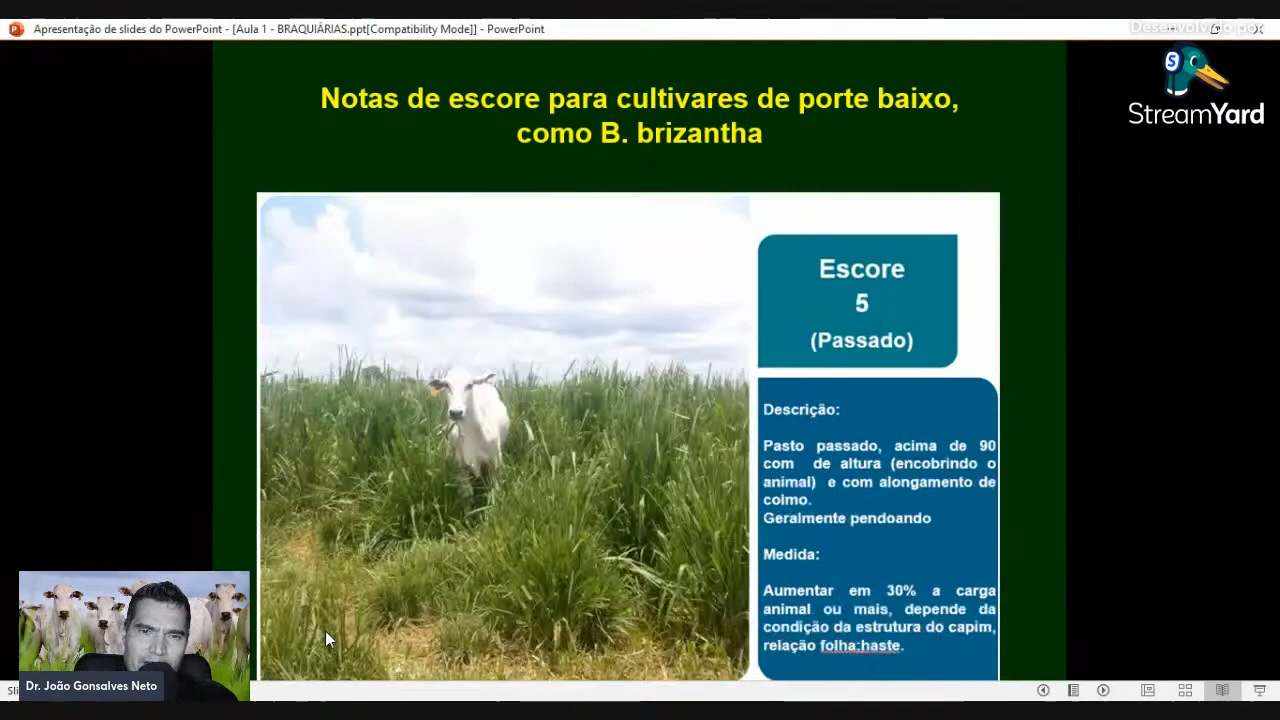 Apresentação de slides do PowerPoint - [Aula 1 - BRAQUIÁRIAS.ppt[Compatibility Mode]] - PowerPoint
Desenvolvido por
StreamYard
Notas de escore para cultivares de porte baixo,
como B. brizantha
Escore
5
(Passado)
Descrição:
Pasto passado, acima de 90
com de altura (encobrindo o
animal) e com alongamento de
colmo.
Geralmente pendoando
Medida:
Aumentar em 30% a carga
animal ou mais, depende da
condição da estrutura do capim,
relação folha:haste.
Dr. João Gonsalves Neto